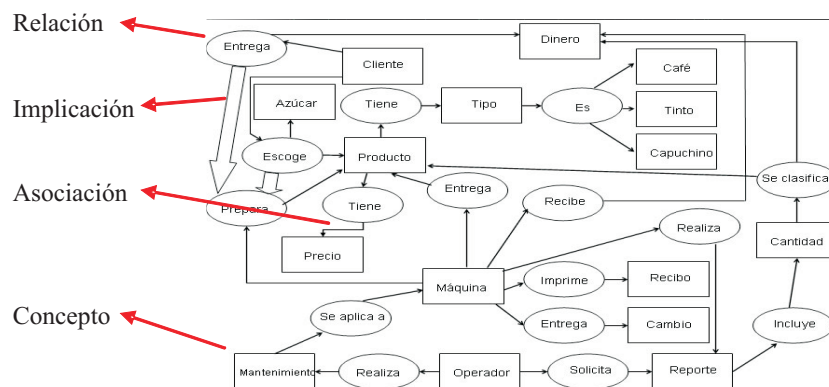 Relación
Entrega
Dinero
Cliente
Café
Implicación
Azúcar
Tiene
Tipo
Es
Tinto
Escoge
Producto
Capuchino
Asociación
Entrega
Se clasifica
Prepara
Tiene
Recibe
Realiza
Precio
Cantidad
Máquina
Imprime
Recibo
Concepto
Se aplica a
Entrega
Cambio
Incluye
Mantenimiento
Realiza
Operador
Solicita
Reporte